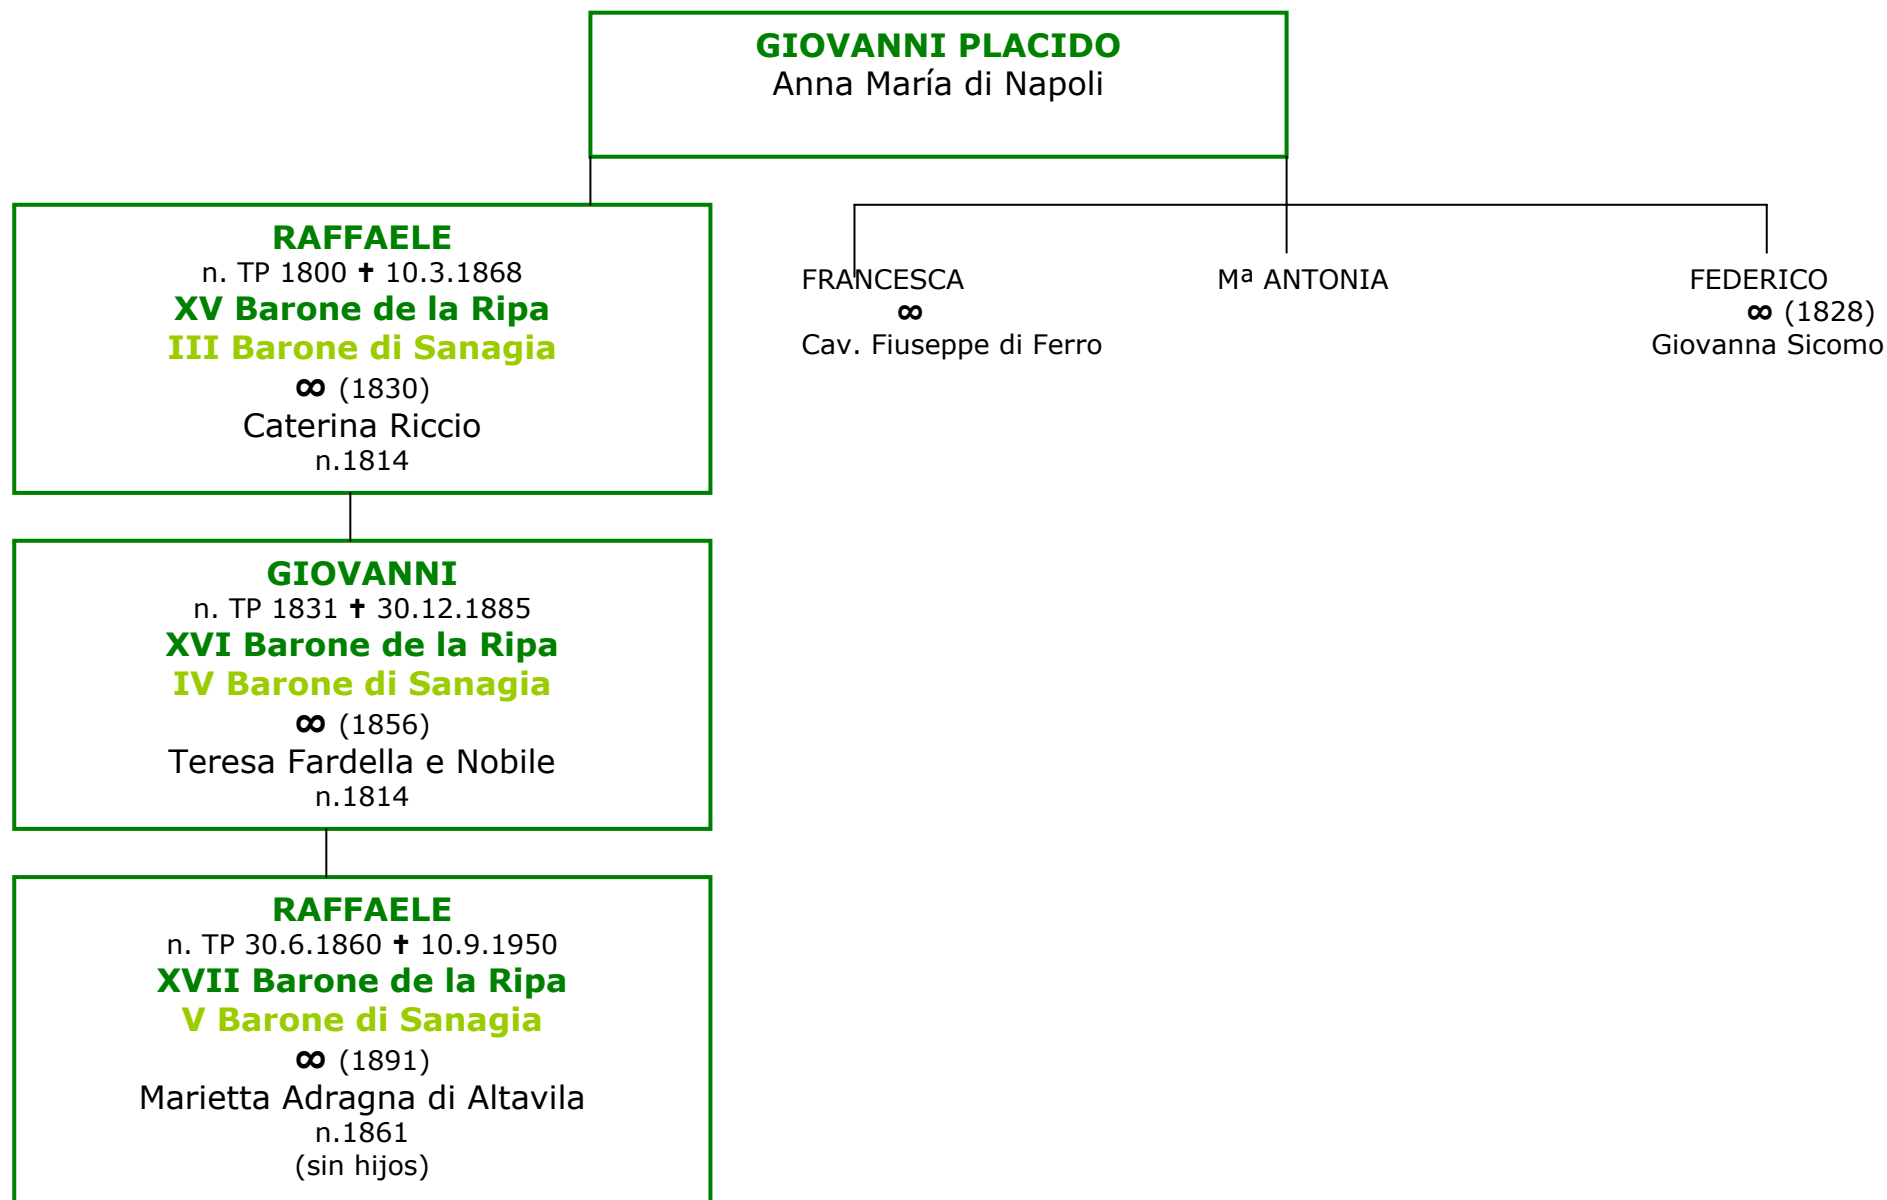 GIOVANNI PLACIDO
Anna María di Napoli
RAFFAELE
n. TP 1800 ✝ 10.3.1868
XV Barone de la Ripa
III Barone di Sanagia
∞ (1830)
Caterina Riccio
n.1814
FRANCESCA
∞
Cav. Fiuseppe di Ferro
Mª ANTONIA
FEDERICO
∞ (1828)
Giovanna Sicomo
GIOVANNI
n. TP 1831 ✝ 30.12.1885
XVI Barone de la Ripa
IV Barone di Sanagia
∞ (1856)
Teresa Fardella e Nobile
n.1814
RAFFAELE
n. TP 30.6.1860 ✝ 10.9.1950
XVII Barone de la Ripa
V Barone di Sanagia
∞ (1891)
Marietta Adragna di Altavila
n.1861
(sin hijos)